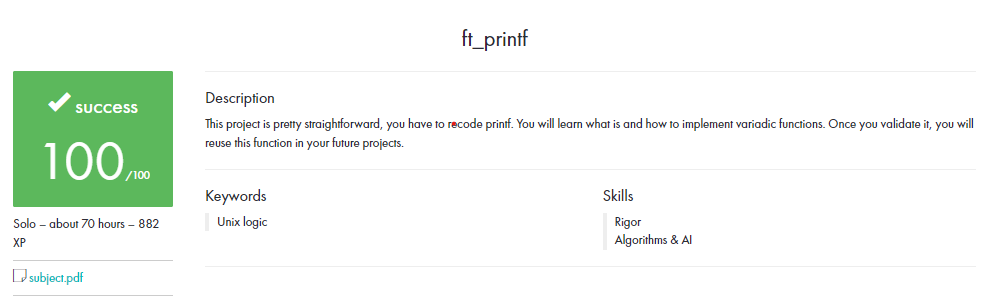 ft_printf
success
100/100
Solo – about 70 hours – 882
XP
subject.pdf
Description
This project is pretty straightforward, you have to recode printf. You will learn what is and how to implement variadic functions. Once you validate it, you will
reuse this function in your future projects.
Keywords
Unix logic
Skills
Rigor
Algorithms & AI